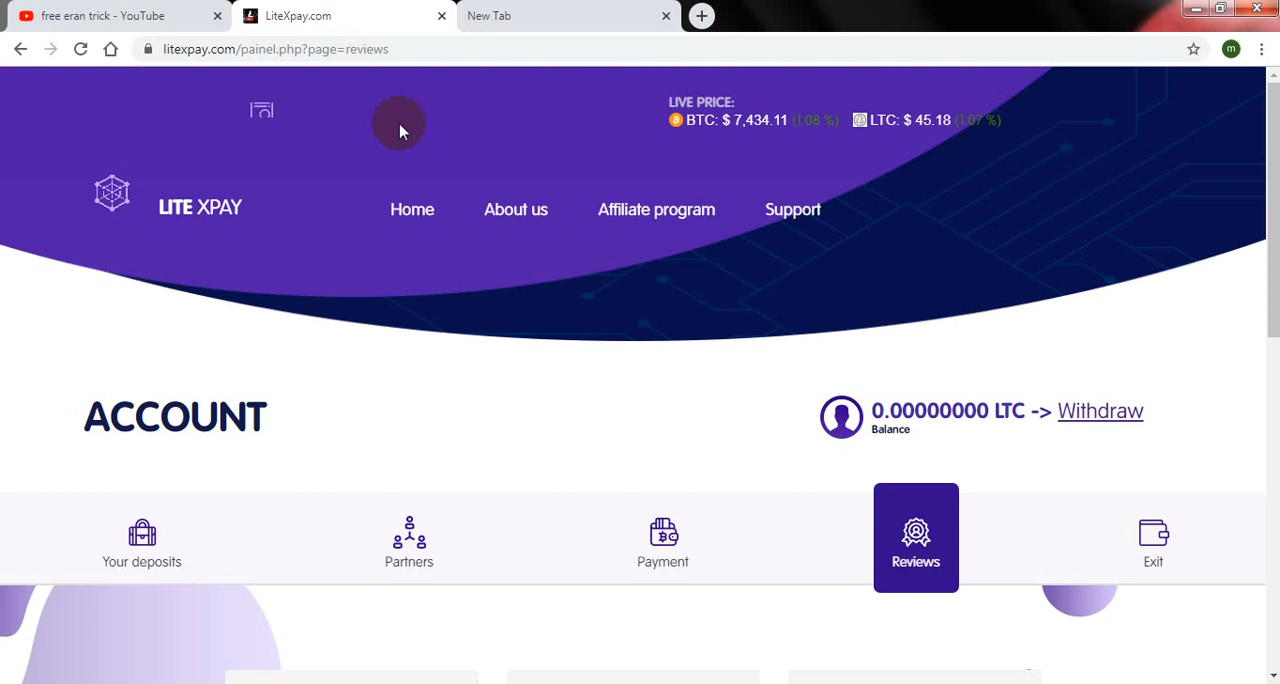 free eran trick - YouTube
LiteXpay.com
New Tab
litexpay.com/painel.php?page=reviews
m
LIVE PRICE:
BTC: $ 7,434.11 (1.08 %) LTC: $ 45.18 (1.07 %)
LITE XPAY
Home
About us
Affiliate program
Support
ACCOUNT
0.00000000 LTC -> Withdraw
Balance
Your deposits
Partners
Payment
Reviews
Exit